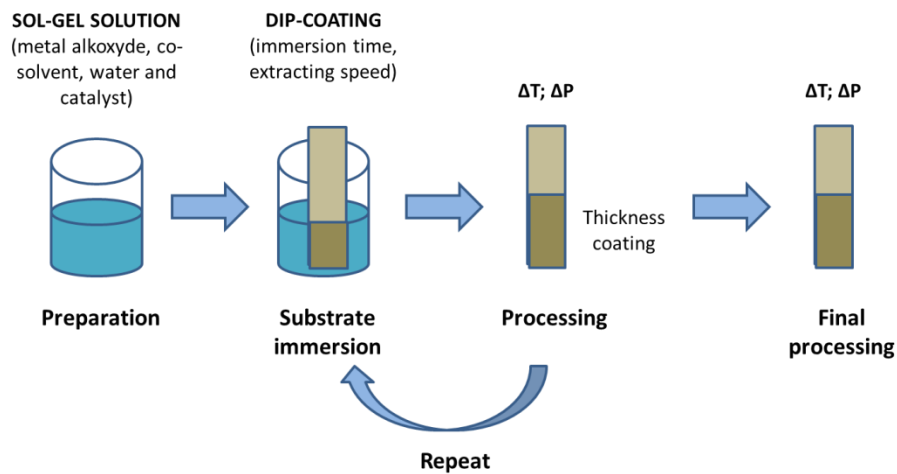 SOL-GEL SOLUTION
(metal alkoxyde, co-
solvent, water and
catalyst)
DIP-COATING
(immersion time,
extracting speed)
ΔT; ΔP
ΔT; ΔP
Thickness
coating
Preparation
Substrate
immersion
Processing
Final
processing
Repeat